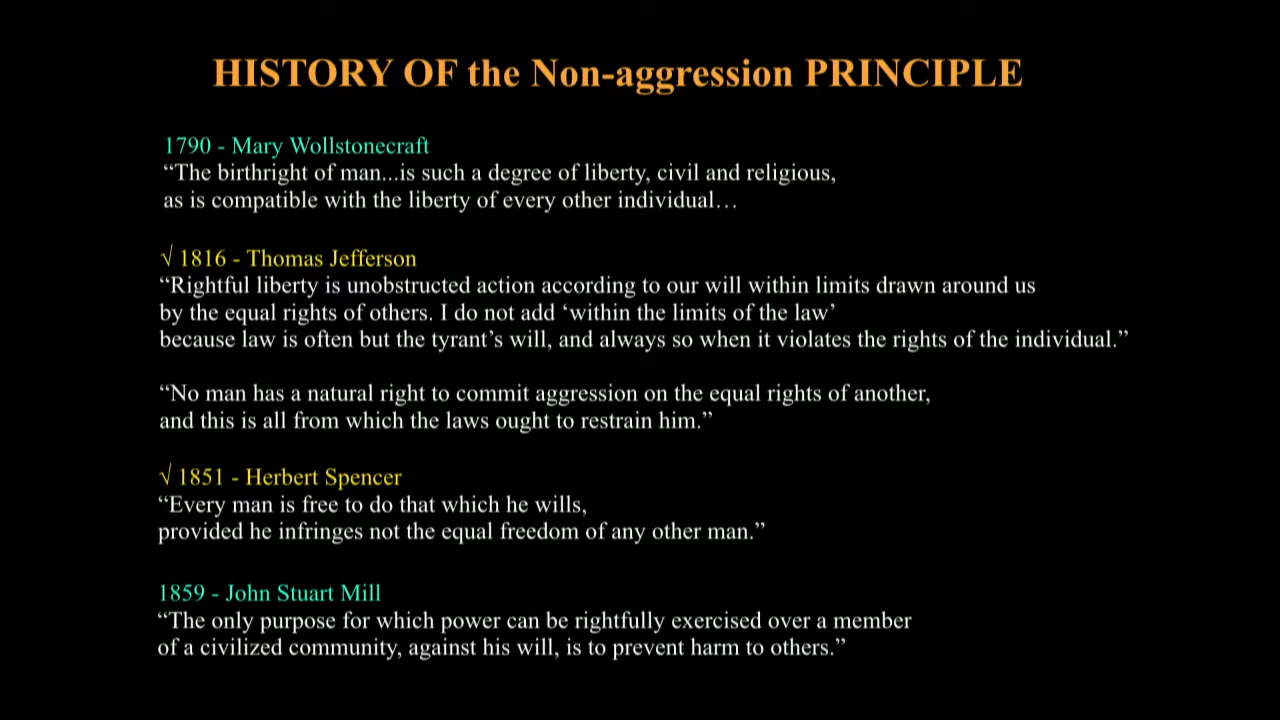 HISTORY OF the Non-aggression PRINCIPLE
1790 - Mary Wollstonecraft
“The birthright of man...is such a degree of liberty, civil and religious,
as is compatible with the liberty of every other individual…
√ 1816 - Thomas Jefferson
“Rightful liberty is unobstructed action according to our will within limits drawn around us
by the equal rights of others. I do not add ‘within the limits of the law’
because law is often but the tyrant’s will, and always so when it violates the rights of the individual.”
“No man has a natural right to commit aggression on the equal rights of another,
and this is all from which the laws ought to restrain him.”
√ 1851 - Herbert Spencer
“Every man is free to do that which he wills,
provided he infringes not the equal freedom of any other man.”
1859 - John Stuart Mill
“The only purpose for which power can be rightfully exercised over a member
of a civilized community, against his will, is to prevent harm to others.”